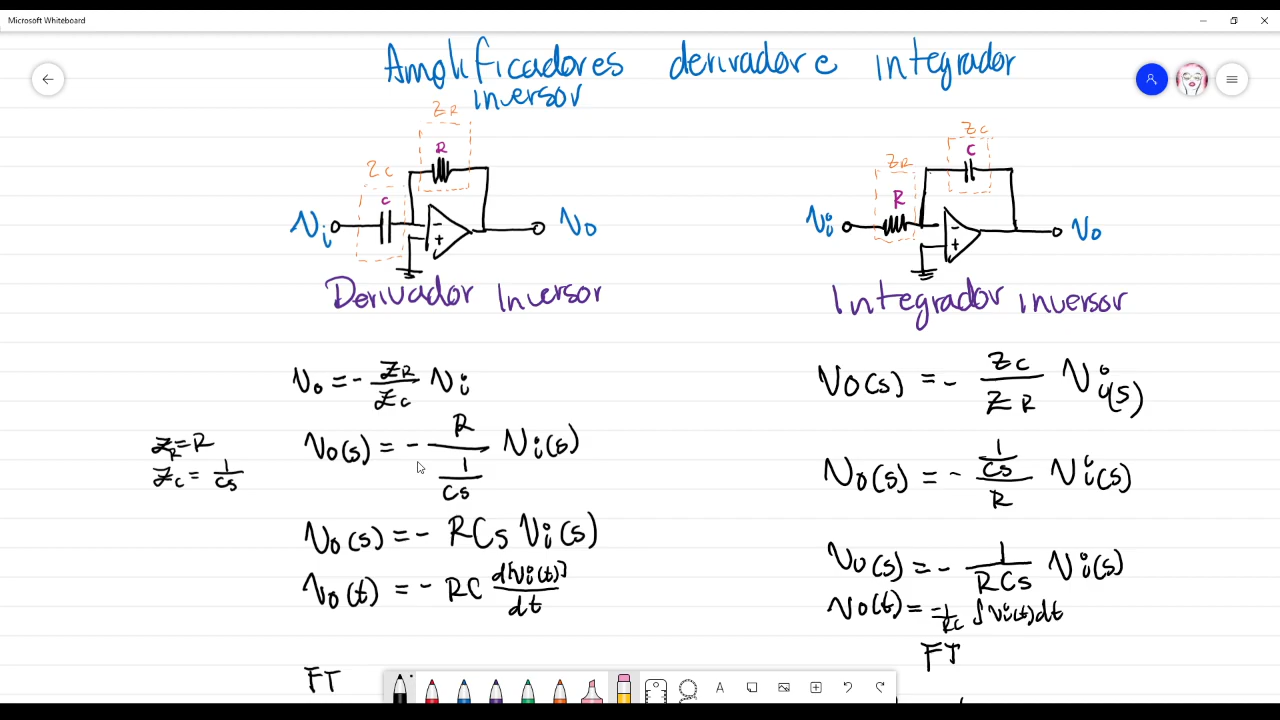 Microsoft Whiteboard
Amplificadores derivador e integrador
inversor
ZR
R
ZC
C
Vi
Vo
Derivador Inversor
Vo = - ZR/ZC Vi
ZR = R
ZC = 1/Cs
Vo(s) = - R/(1/Cs) Vi(s)
Vo(s) = - RCs Vi(s)
Vo(t) = - RC d[Vi(t)]/dt
FT
ZC
C
ZR
R
Vi
Vo
Integrador inversor
Vo(s) = - ZC/ZR Vi(s)
Vo(s) = - (1/Cs)/R Vi(s)
Vo(s) = - 1/RCs Vi(s)
Vo(t) = -1/RC ∫Vi(t)dt
FT
A